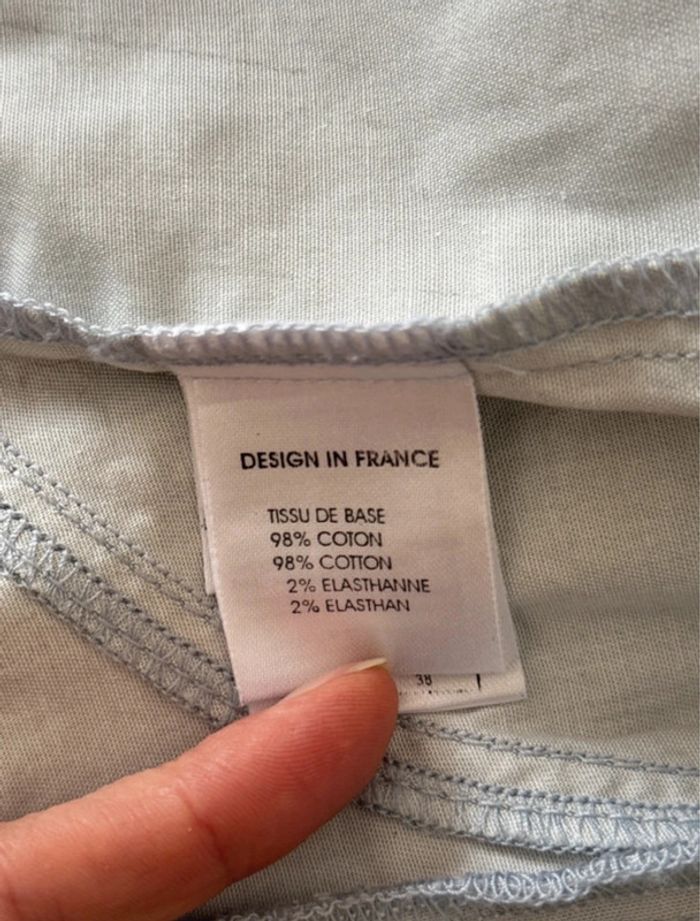 DESIGN IN FRANCE
TISSU DE BASE
98% COTON
98% COTTON
2% ELASTHANNE
2% ELASTHAN
38